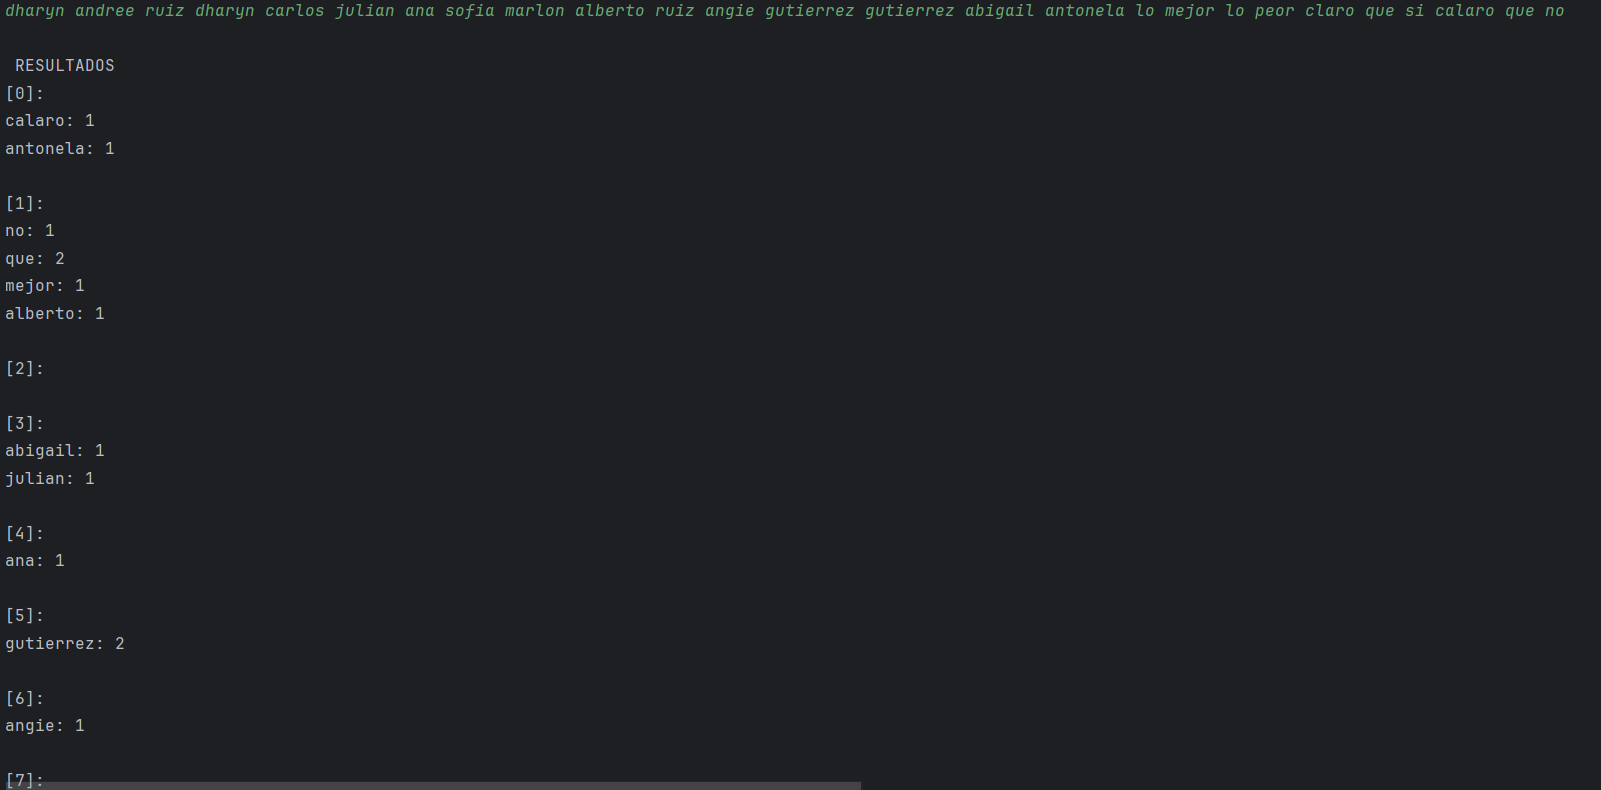 dharyn andree ruiz dharyn carlos julian ana sofia marlon alberto ruiz angie gutierrez gutierrez abigail antonela lo mejor lo peor claro que si calaro que no
RESULTADOS
[0]:
calaro: 1
antonela: 1
[1]:
no: 1
que: 2
mejor: 1
alberto: 1
[2]:
[3]:
abigail: 1
julian: 1
[4]:
ana: 1
[5]:
gutierrez: 2
[6]:
angie: 1
[7]: